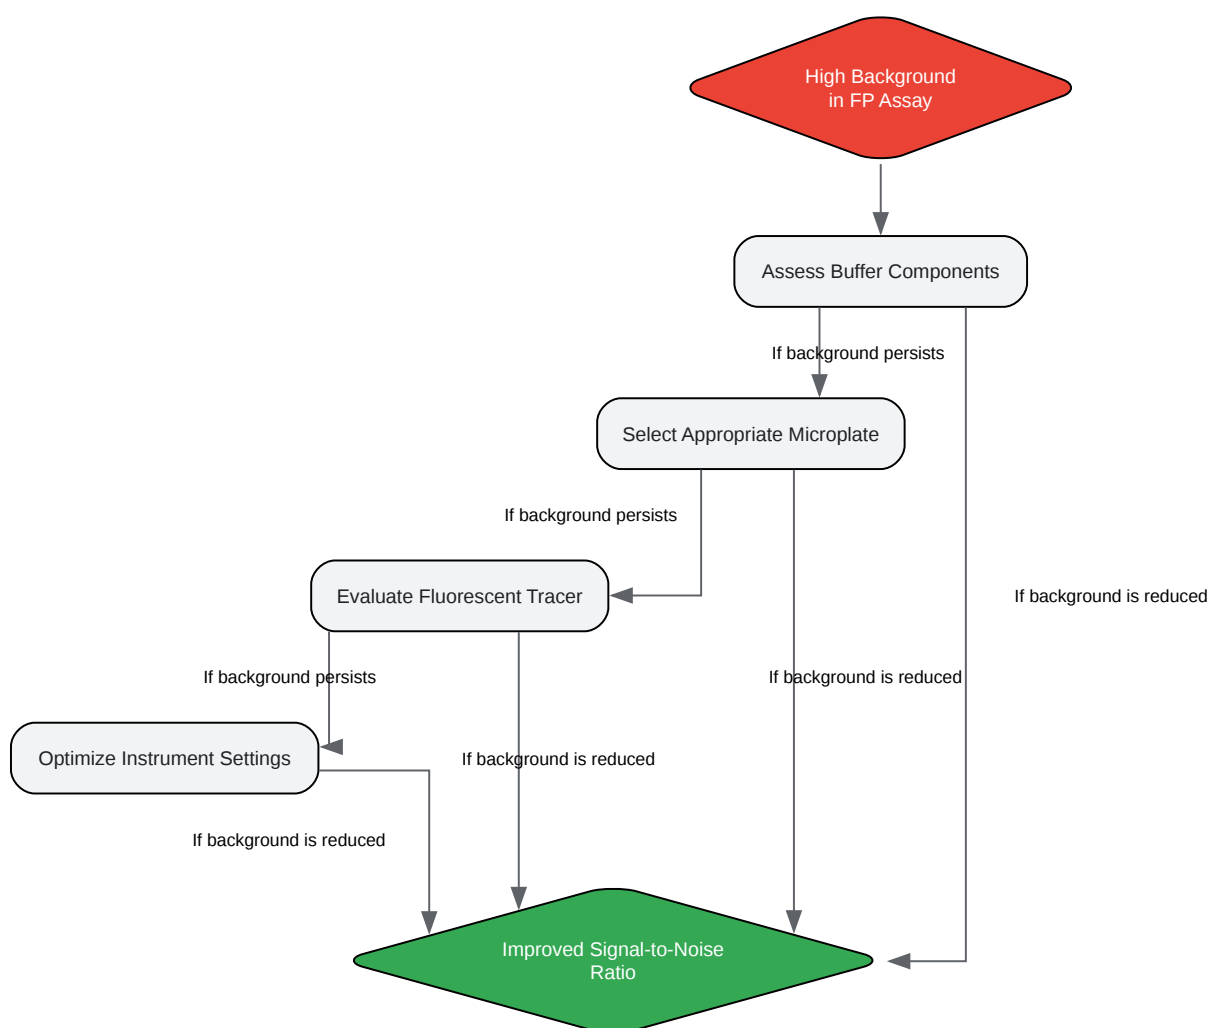 High Background
in FP Assay
Assess Buffer Components
If background persists
Select Appropriate Microplate
If background persists
Evaluate Fluorescent Tracer
If background is reduced
If background persists
If background is reduced
Optimize Instrument Settings
If background is reduced
If background is reduced
Improved Signal-to-Noise
Ratio